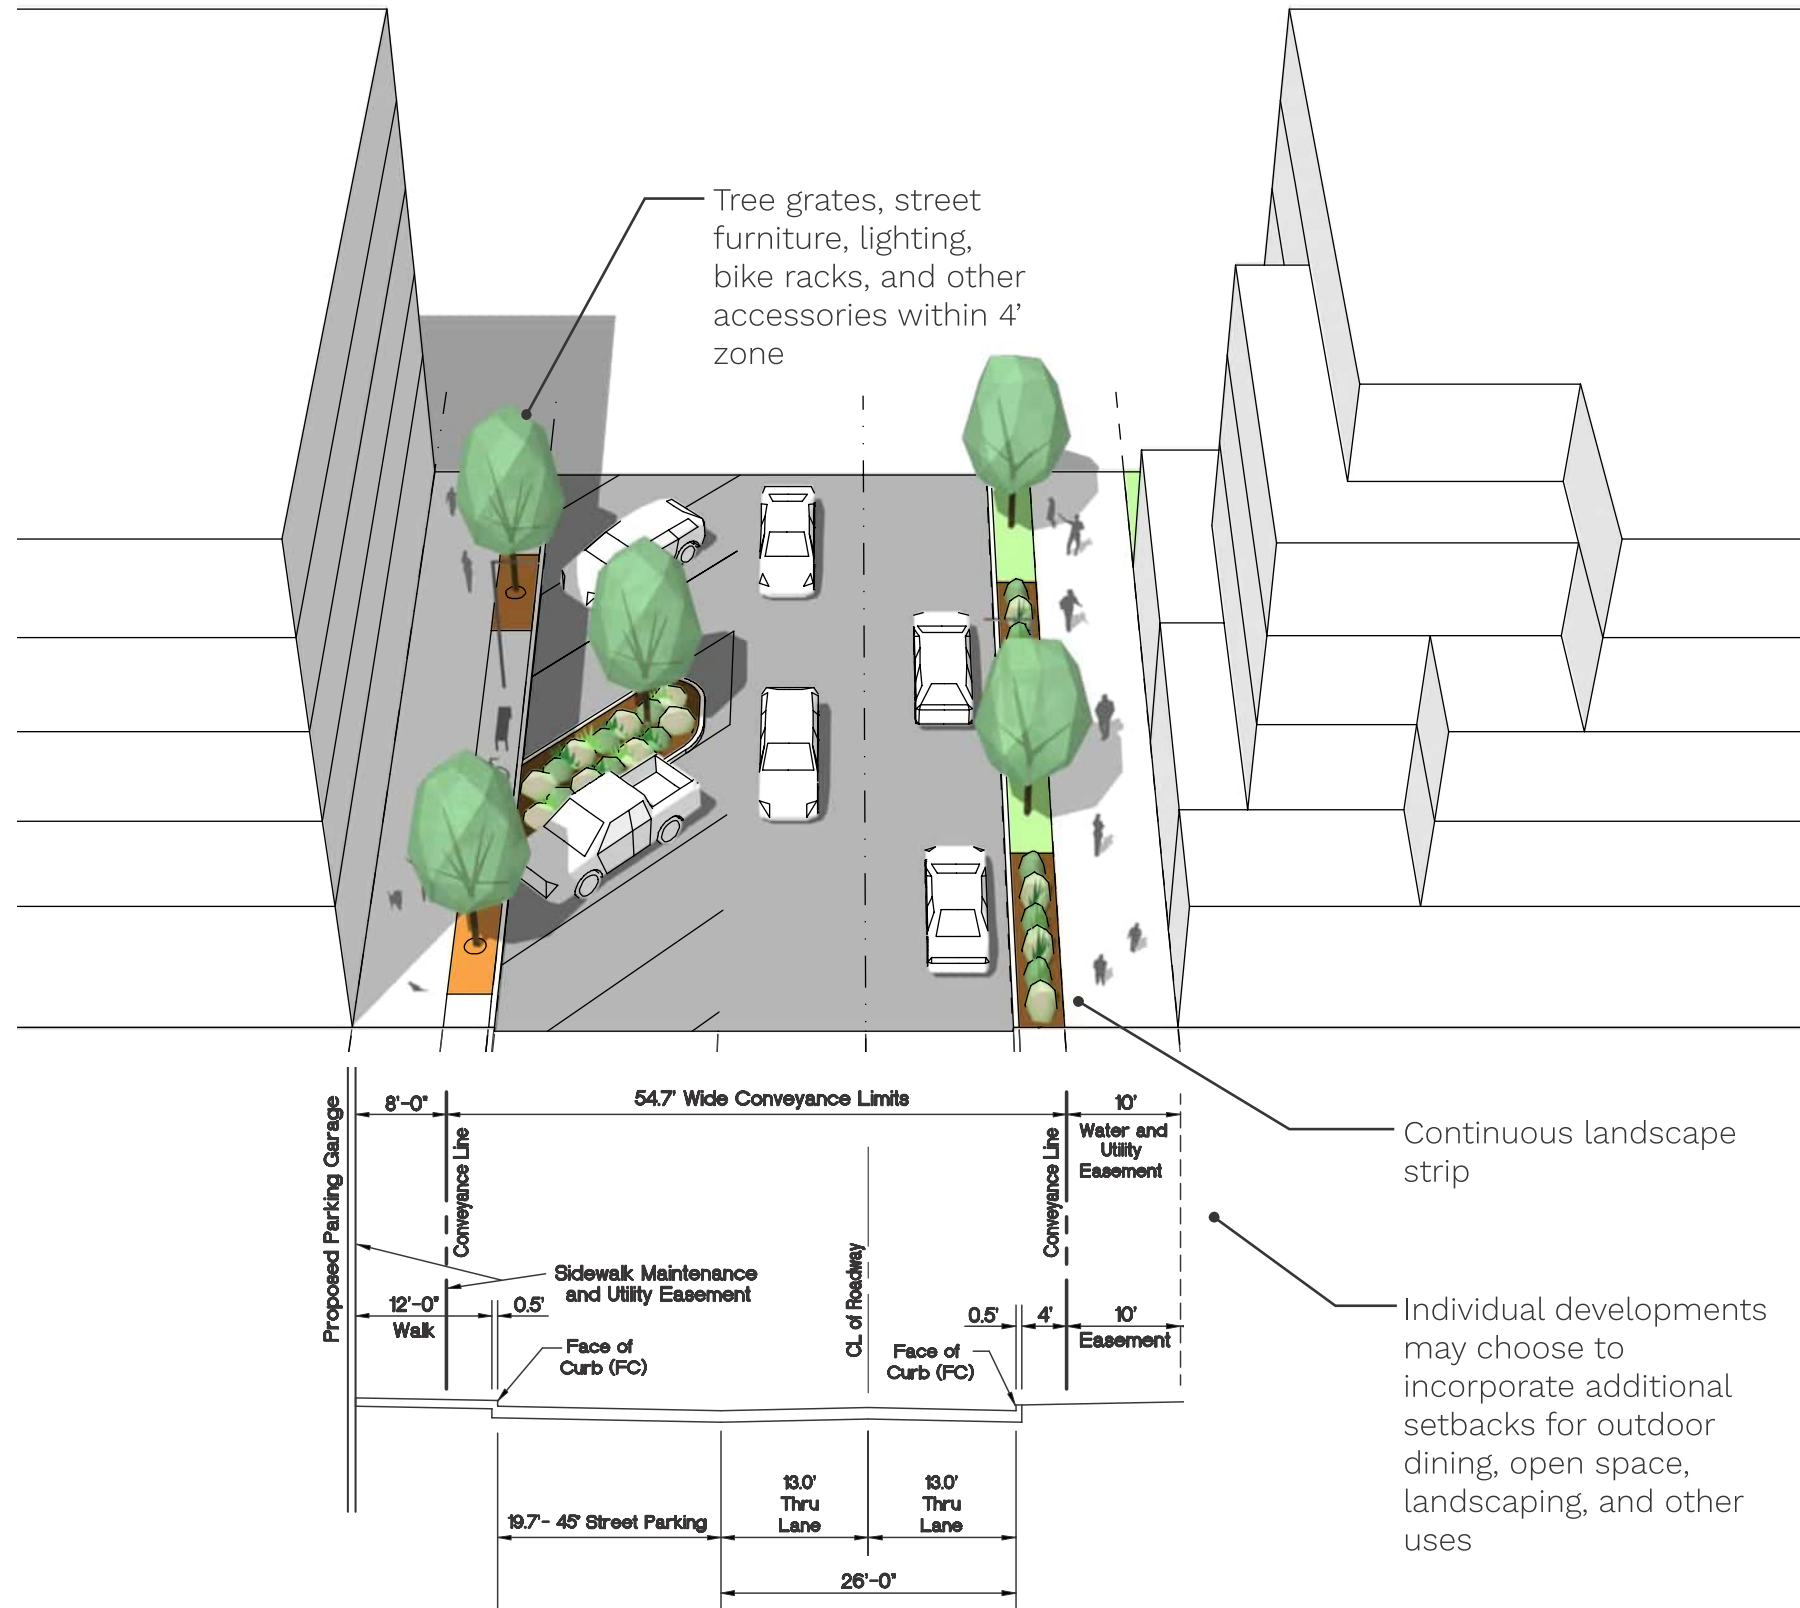 Tree grates, street
furniture, lighting,
bike racks, and other
accessories within 4’
zone
8'-0"
54.7' Wide Conveyance Limits
10'
Water and
Utility
Easement
Proposed Parking Garage
Conveyance Line
Conveyance Line
Continuous landscape
strip
Sidewalk Maintenance
and Utility Easement
CL of Roadway
12'-0"
Walk
0.5'
0.5'
4'
10'
Easement
Face of
Curb (FC)
Face of
Curb (FC)
Individual developments
may choose to
incorporate additional
setbacks for outdoor
dining, open space,
landscaping, and other
uses
19.7'- 45° Street Parking
13.0'
Thru
Lane
13.0'
Thru
Lane
26'-0"